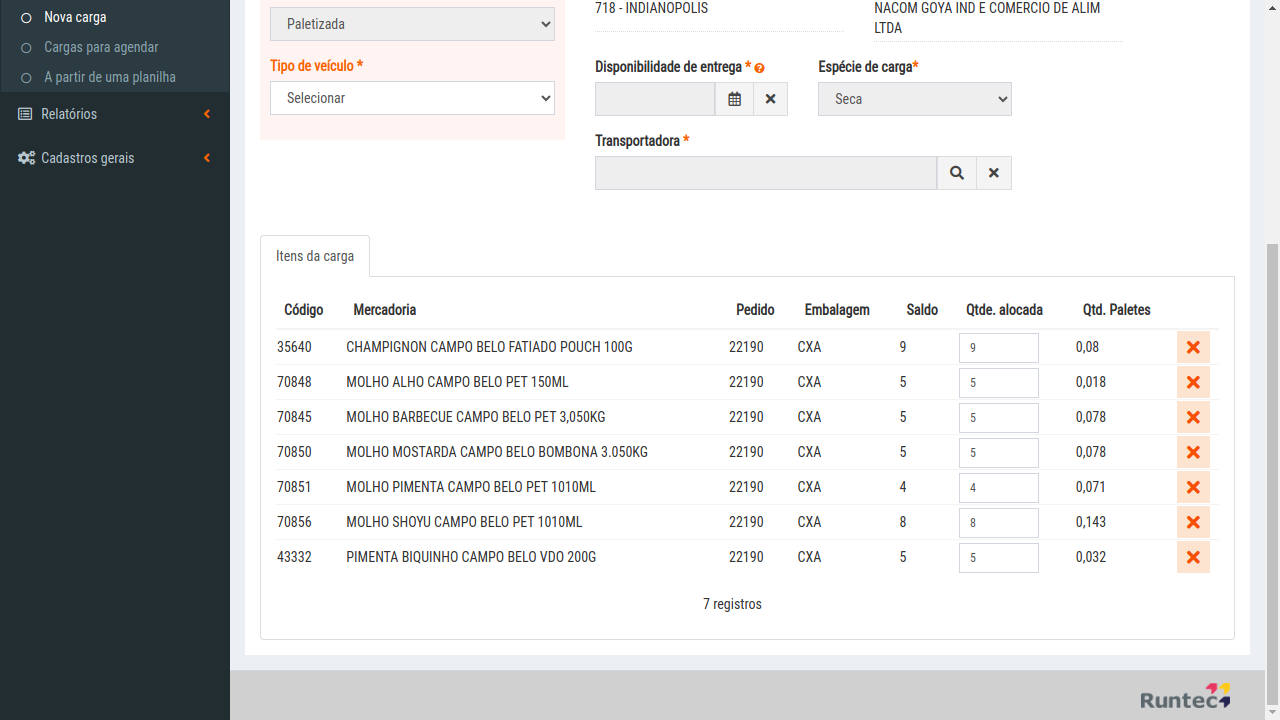 Nova carga
Cargas para agendar
A partir de uma planilha
Relatórios
Cadastros gerais
Paletizada
Tipo de veículo *
Selecionar
718 - INDIANOPOLIS
NACOM GOYA IND E COMERCIO DE ALIM
LTDA
Disponibilidade de entrega *
Espécie de carga*
Seca
Transportadora *
Itens da carga
Código Mercadoria Pedido Embalagem Saldo Qtde. alocada Qtd. Paletes
35640 CHAMPIGNON CAMPO BELO FATIADO POUCH 100G 22190 CXA 9 9 0,08
70848 MOLHO ALHO CAMPO BELO PET 150ML 22190 CXA 5 5 0,018
70845 MOLHO BARBECUE CAMPO BELO PET 3,050KG 22190 CXA 5 5 0,078
70850 MOLHO MOSTARDA CAMPO BELO BOMBONA 3.050KG 22190 CXA 5 5 0,078
70851 MOLHO PIMENTA CAMPO BELO PET 1010ML 22190 CXA 4 4 0,071
70856 MOLHO SHOYU CAMPO BELO PET 1010ML 22190 CXA 8 8 0,143
43332 PIMENTA BIQUINHO CAMPO BELO VDO 200G 22190 CXA 5 5 0,032
7 registros
Runtec